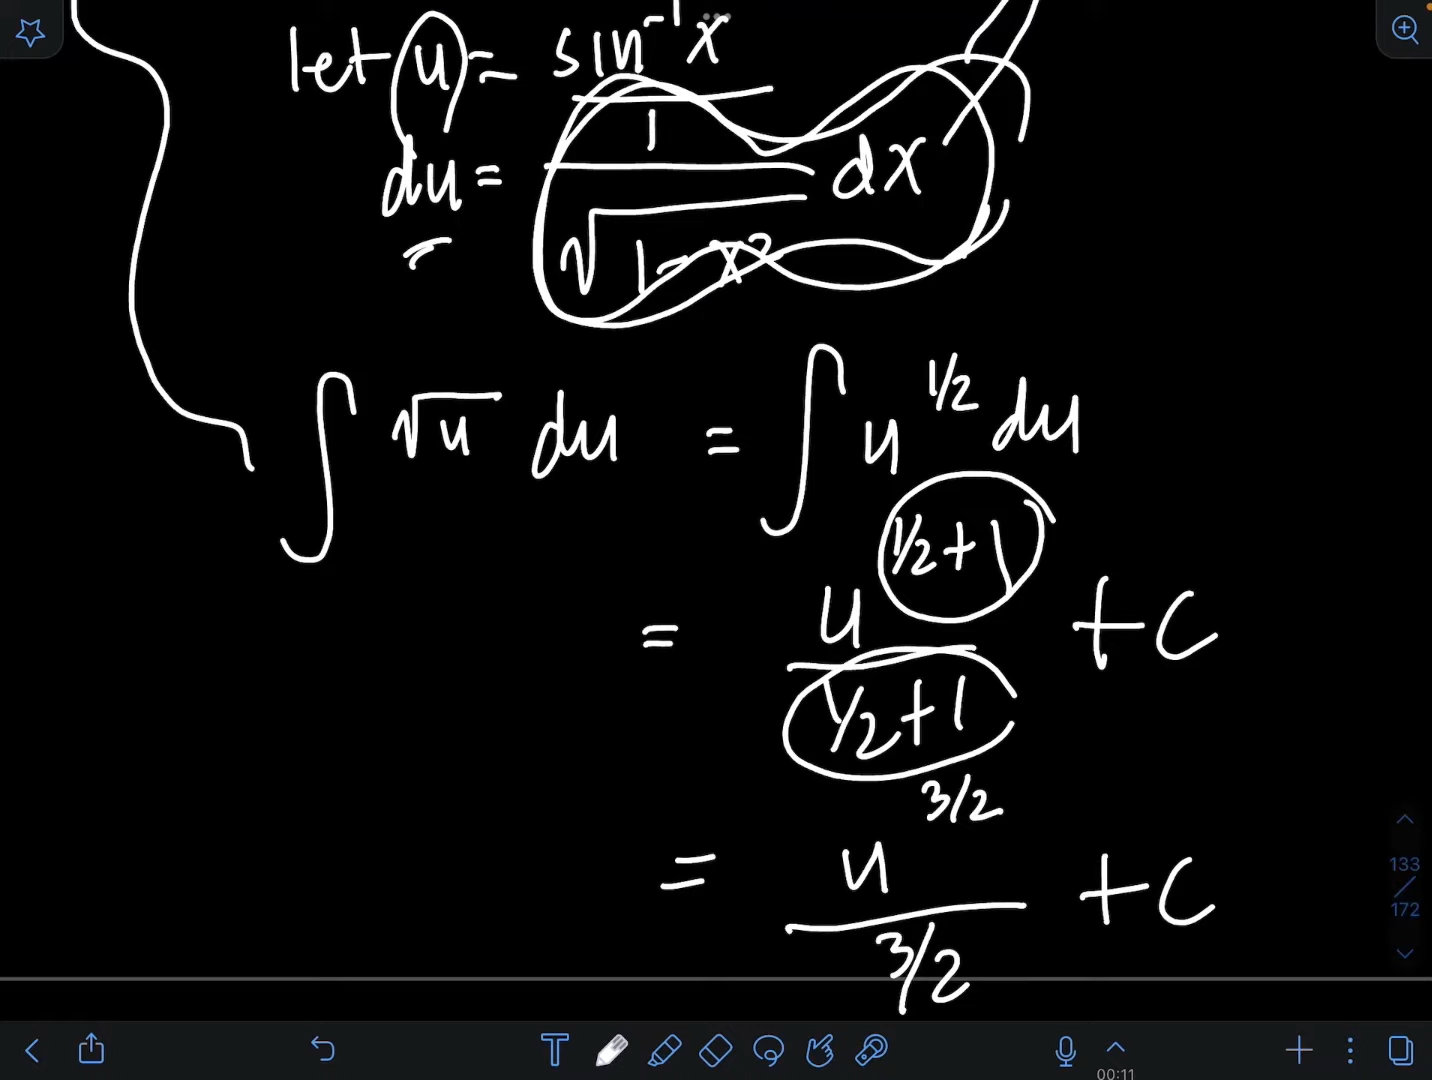 let u = sin⁻¹x
du = 1/√(1-x²) dx
∫ √u du = ∫ u^(1/2) du
= u^(1/2+1)/(1/2+1) + C
= u^(3/2)/(3/2) + C
133
/
172
T
00:11